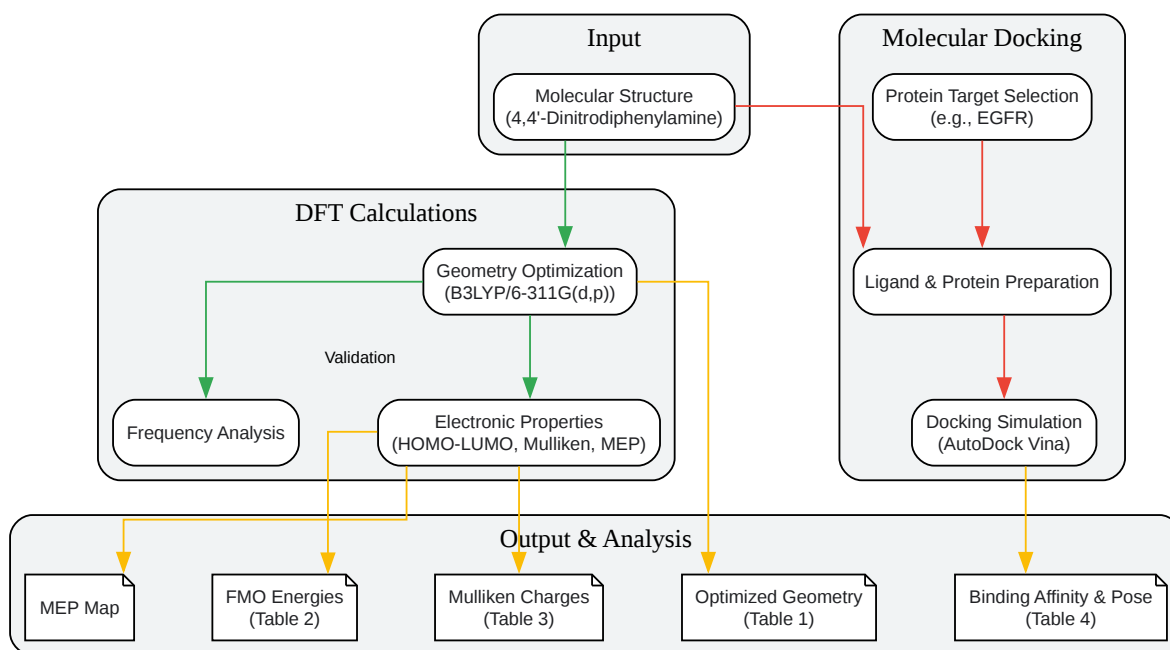 Input
Molecular Structure
(4,4'-Dinitrodiphenylamine)
Molecular Docking
Protein Target Selection
(e.g., EGFR)
DFT Calculations
Geometry Optimization
(B3LYP/6-311G(d,p))
Ligand & Protein Preparation
Validation
Frequency Analysis
Electronic Properties
(HOMO-LUMO, Mulliken, MEP)
Docking Simulation
(AutoDock Vina)
Output & Analysis
MEP Map
FMO Energies
(Table 2)
Mulliken Charges
(Table 3)
Optimized Geometry
(Table 1)
Binding Affinity & Pose
(Table 4)